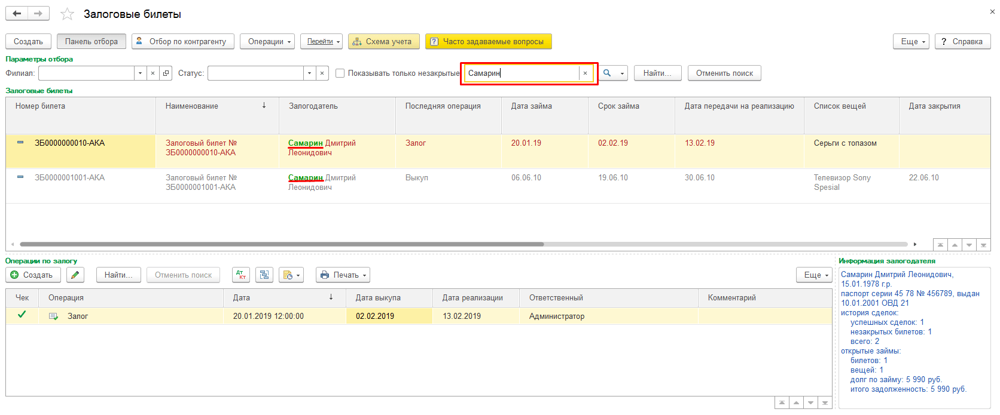 Залоговые билеты
Создать Панель отбора Отбор по контрагенту Операции Перейти Схема учета Часто задаваемые вопросы Еще ? Справка
Параметры отбора
Филиал: Статус: Показывать только незакрытые Самарин Найти... Отменить поиск
Залоговые билеты
Номер билета Наименование Залогодатель Последняя операция Дата займа Срок займа Дата передачи на реализацию Список вещей Дата закрытия
ЗБ0000000010-АКА Залоговый билет № Самарин Дмитрий Залог 20.01.19 02.02.19 13.02.19 Серьги с топазом
ЗБ0000000010-АКА Леонидович
ЗБ0000001001-АКА Залоговый билет № Самарин Дмитрий Выкуп 06.06.10 19.06.10 30.06.10 Телевизор Sony 22.06.10
ЗБ0000001001-АКА Леонидович Spesial
Операции по залогу
Создать Найти... Отменить поиск Дт Кт Печать Еще
Чек Операция Дата Дата выкупа Дата реализации Ответственный Комментарий
Залог 20.01.2019 12:00:00 02.02.2019 13.02.2019 Администратор
Информация залогодателя
Самарин Дмитрий Леонидович,
15.01.1978 г.р.
паспорт серии 45 78 № 456789, выдан
10.01.2001 ОВД 21
история сделок:
успешных сделок: 1
незакрытых билетов: 1
всего: 2
открытые займы:
билетов: 1
вещей: 1
долг по займу: 5 990 руб.
итого задолженность: 5 990 руб.